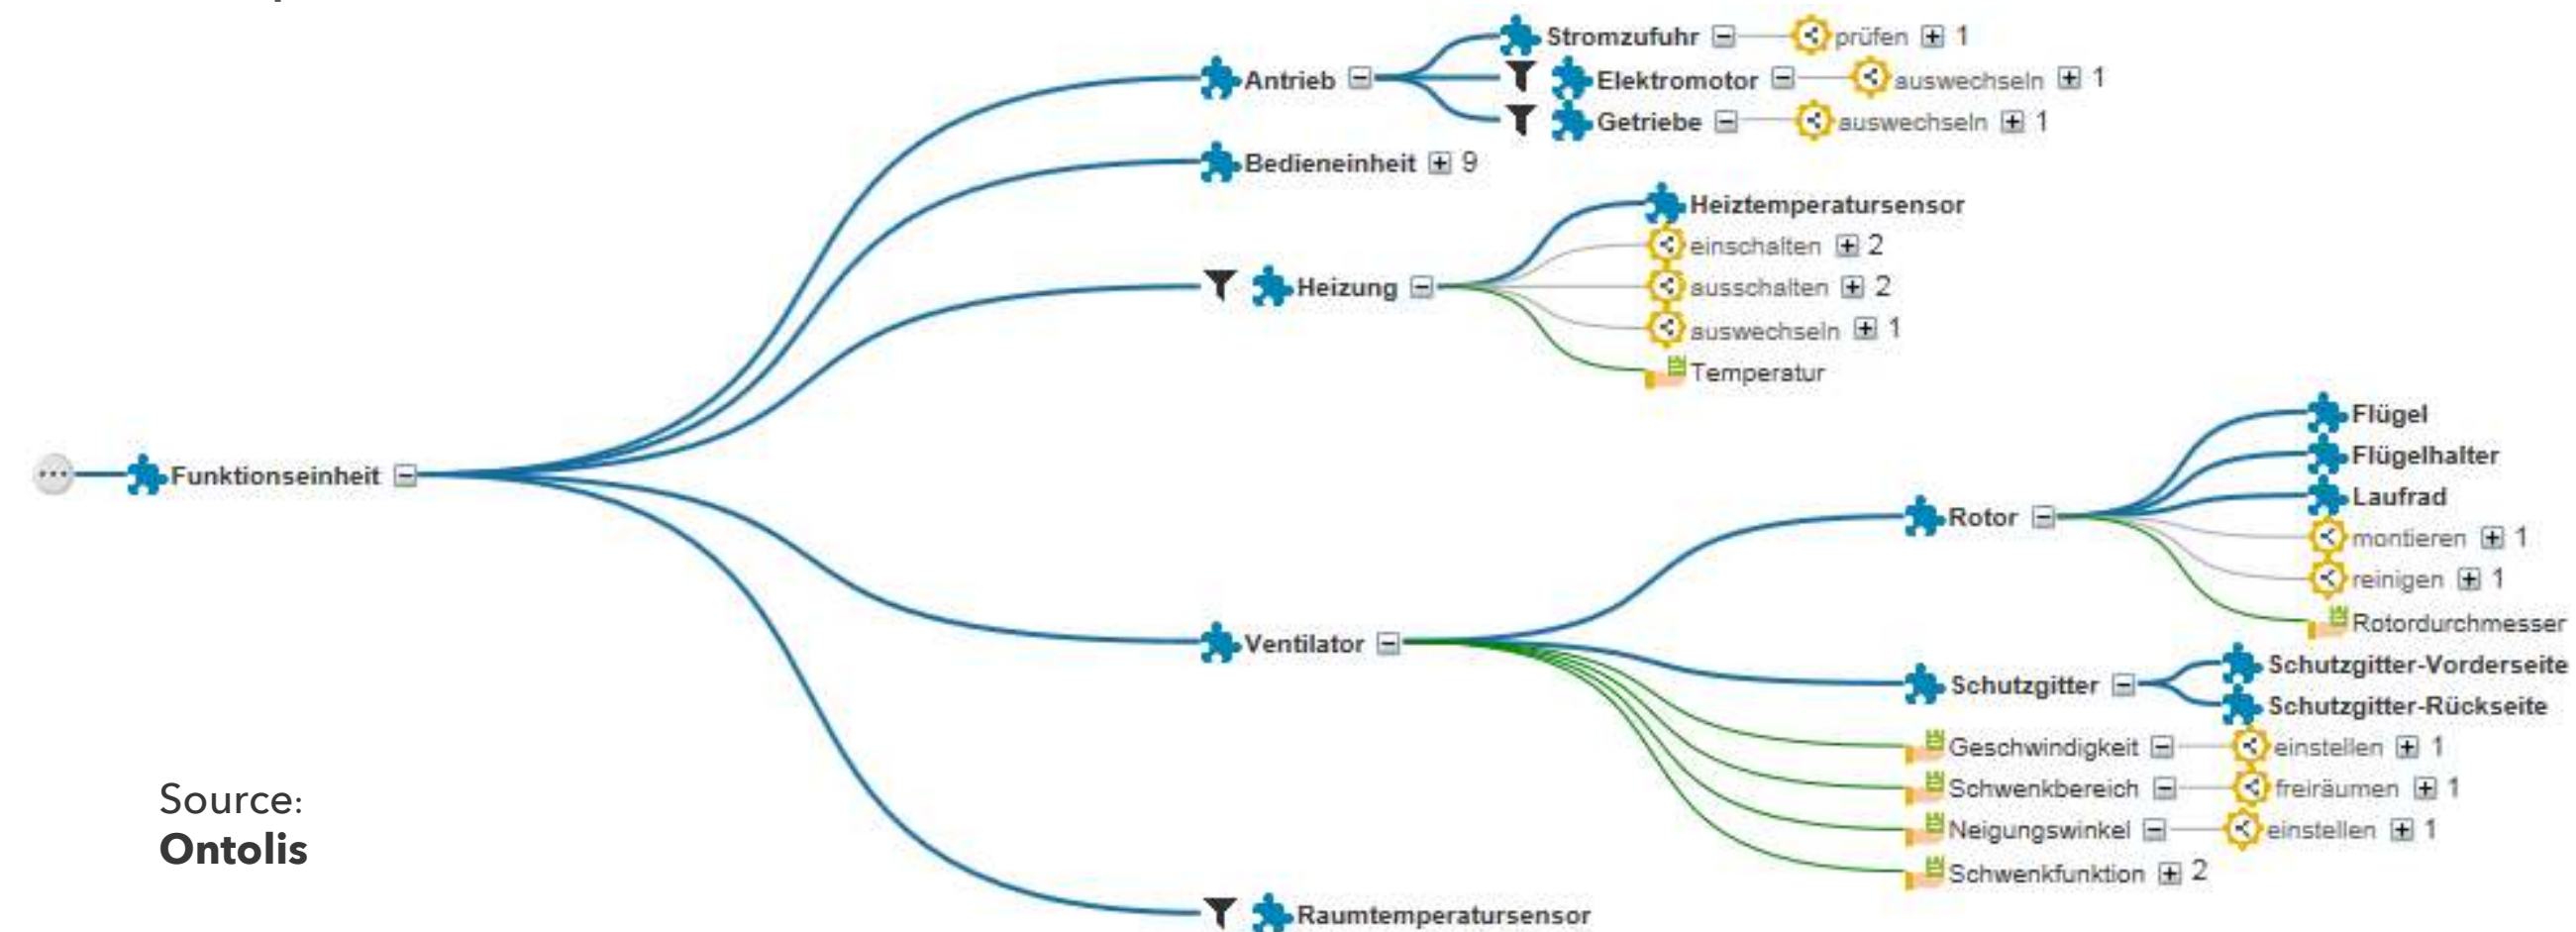 Stromzufuhr prüfen 1
Antrieb Elektromotor auswechseln 1
Getriebe auswechseln 1
Bedieneinheit 9
Heiztemperatursensor
einschalten 2
Heizung ausschalten 2
auswechseln 1
Temperatur
Flügel
Flügelhalter
Funktionseinheit
Laufrad
Rotor
montieren 1
reinigen 1
Rotordurchmesser
Ventilator
Schutzgitter-Vorderseite
Schutzgitter
Schutzgitter-Rückseite
Geschwindigkeit einstellen 1
Schwenkbereich freiräumen 1
Neigungswinkel einstellen 1
Schwenkfunktion 2
Raumtemperatursensor
Source:
Ontolis